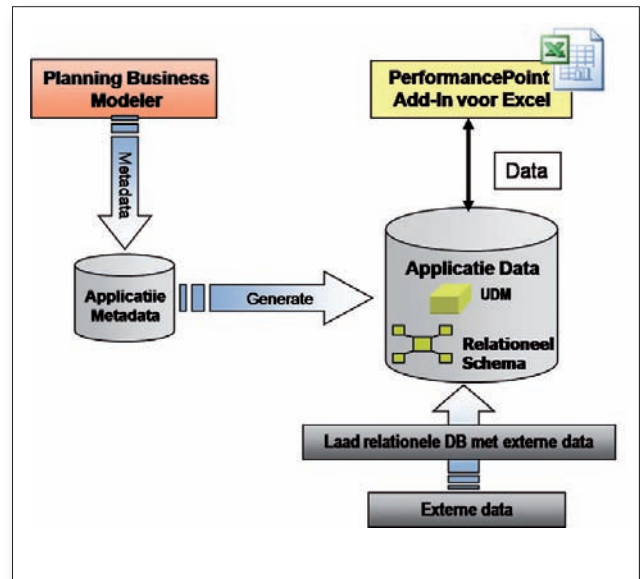 Planning Business
Modeler
PerformancePoint
Add-In voor Excel
Metadata
Data
Applicatiie
Metadata
Generate
Applicatie Data
UDM
Relationeel
Schema
Laad relationele DB met externe data
Externe data